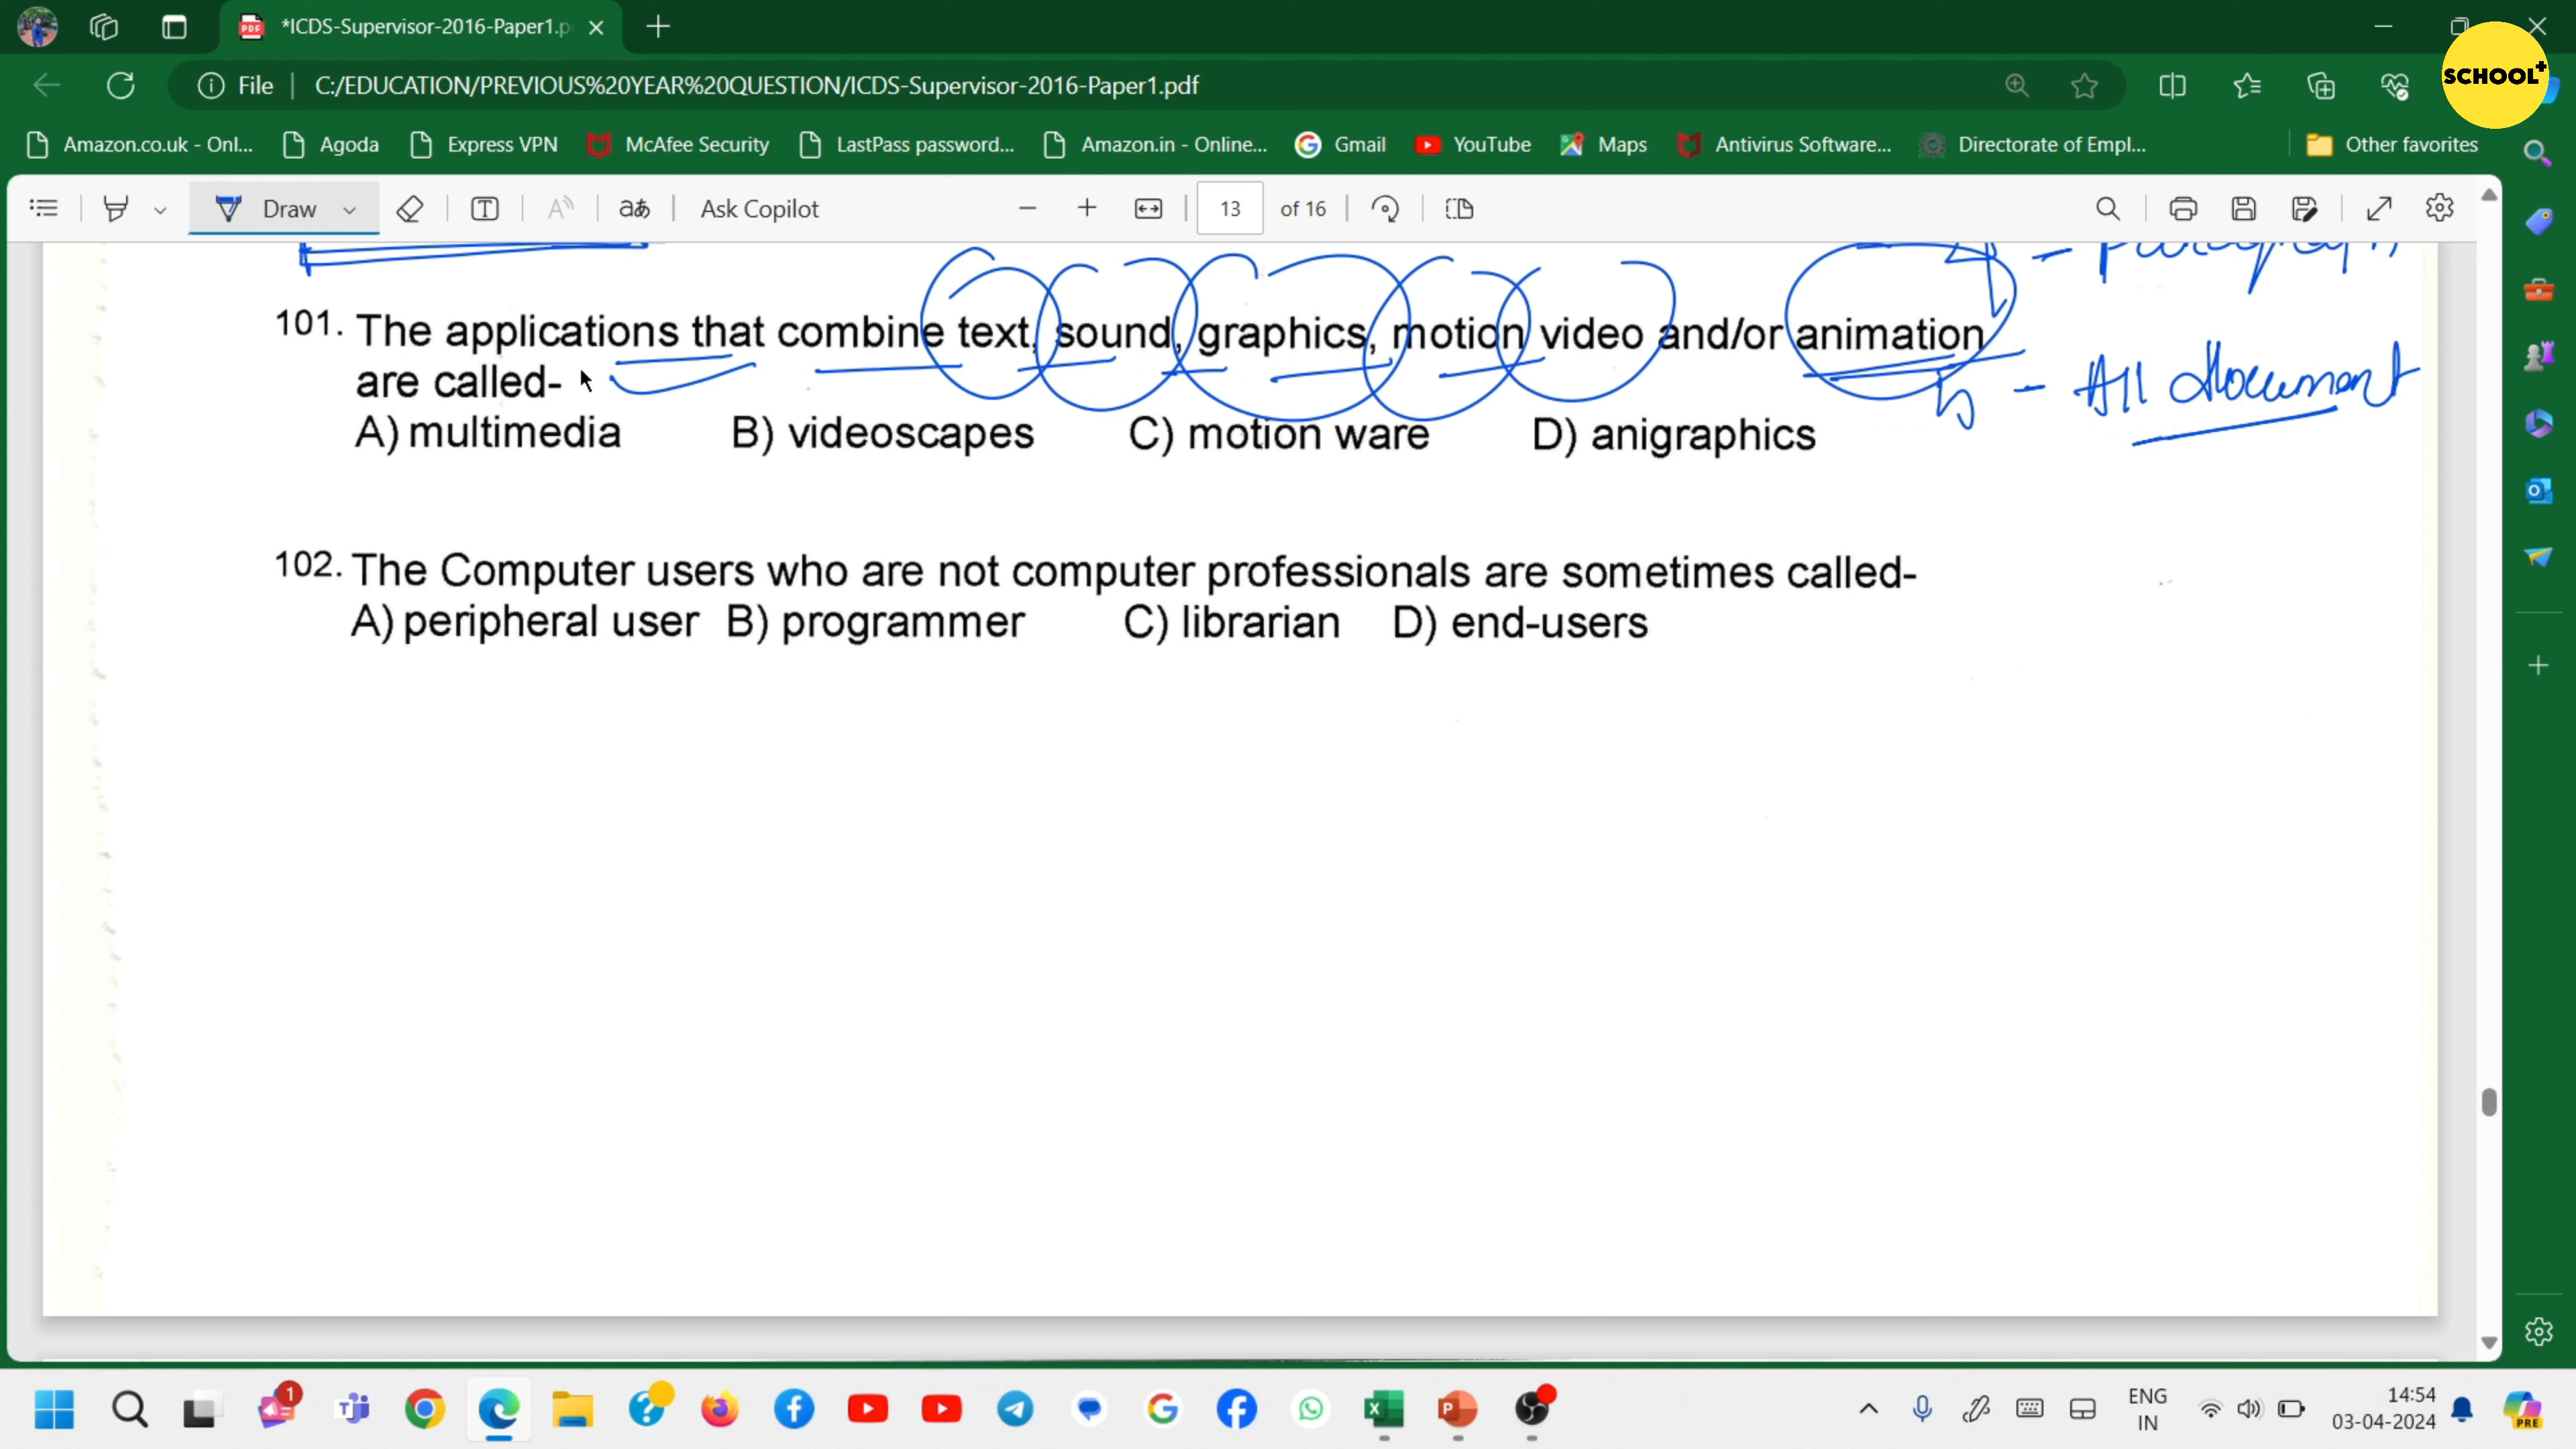 *ICDS-Supervisor-2016-Paper1.p
SCHOOL+
File
C:/EDUCATION/PREVIOUS%20YEAR%20QUESTION/ICDS-Supervisor-2016-Paper1.pdf
Amazon.co.uk - Onl...
Agoda
Express VPN
McAfee Security
LastPass password...
Amazon.in - Online...
Gmail
YouTube
Maps
Antivirus Software...
Directorate of Empl...
Other favorites
Draw
Ask Copilot
13 of 16
101. The applications that combine text, sound, graphics, motion video and/or animation
are called-
- All document
A) multimedia B) videoscapes C) motion ware D) anigraphics
102. The Computer users who are not computer professionals are sometimes called-
A) peripheral user B) programmer C) librarian D) end-users
1
ENG
IN
14:54
03-04-2024
PRE